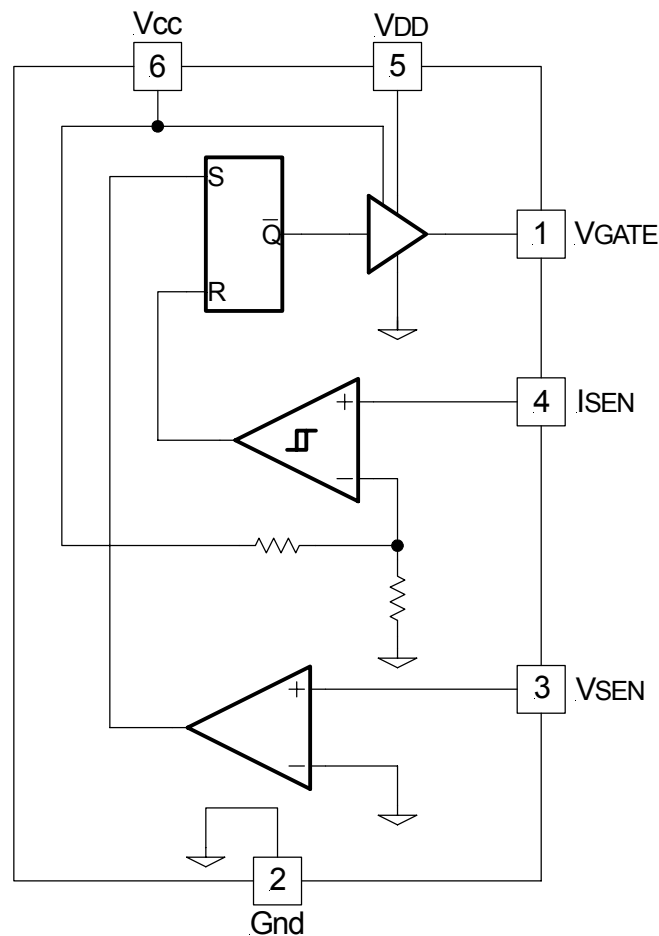 Vcc
VDD
6
5
S
Q̅
R
1
VGATE
+
4
ISEN
−
+
3
VSEN
−
2
Gnd